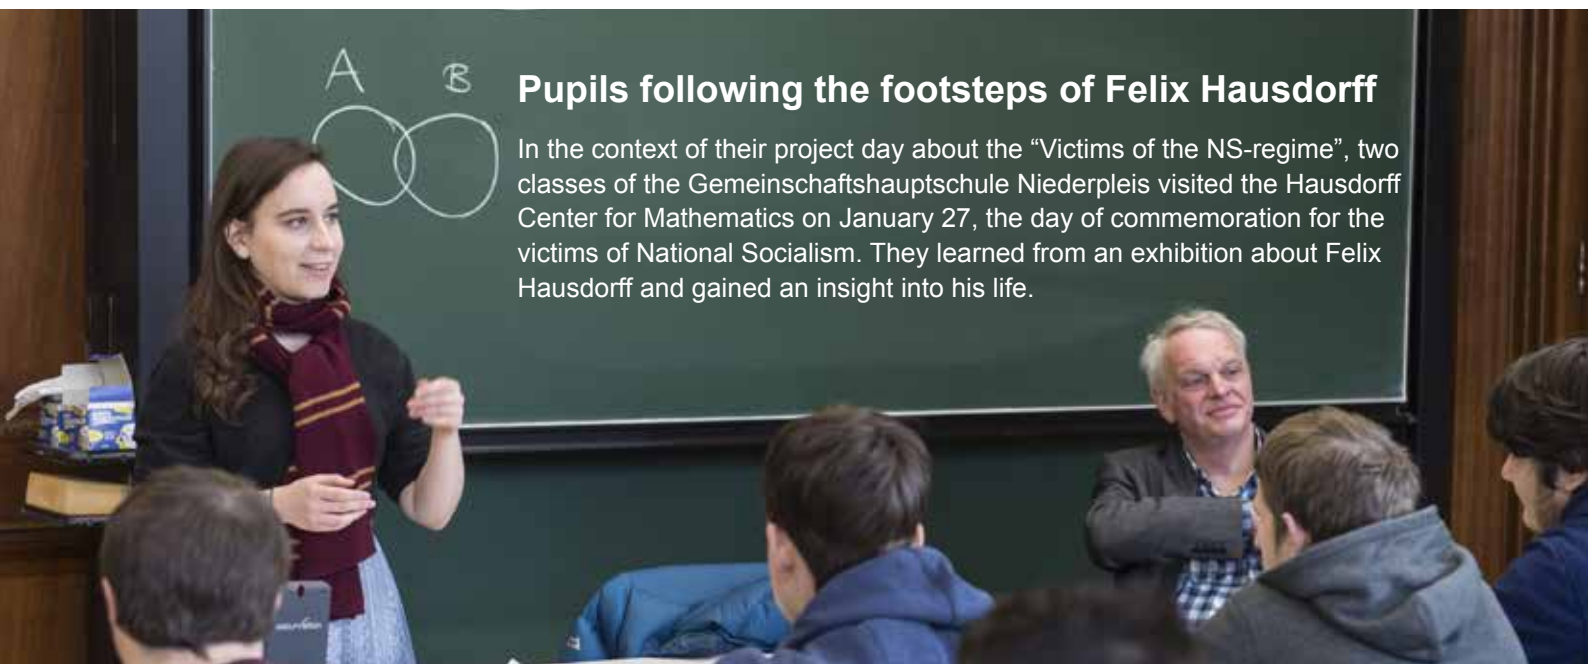 A B
Pupils following the footsteps of Felix Hausdorff
In the context of their project day about the “Victims of the NS-regime”, two
classes of the Gemeinschaftshauptschule Niederpleis visited the Hausdorff
Center for Mathematics on January 27, the day of commemoration for the
victims of National Socialism. They learned from an exhibition about Felix
Hausdorff and gained an insight into his life.